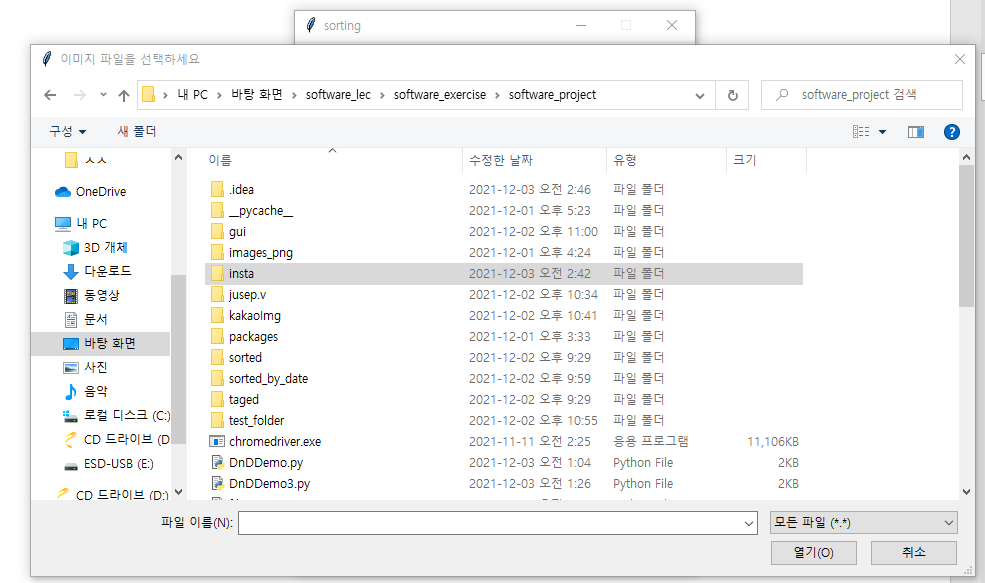 sorting
이미지 파일을 선택하세요
내 PC > 바탕 화면 > software_lec > software_exercise > software_project
software_project 검색
구성 새 폴더
ㅅㅅ
OneDrive
내 PC
3D 개체
다운로드
동영상
문서
바탕 화면
사진
음악
로컬 디스크 (C:)
CD 드라이브 (D
ESD-USB (E:)
CD 드라이브 (D:)
이름 수정한 날짜 유형 크기
.idea 2021-12-03 오전 2:46 파일 폴더
__pycache__ 2021-12-01 오후 5:23 파일 폴더
gui 2021-12-02 오후 11:00 파일 폴더
images_png 2021-12-01 오후 4:24 파일 폴더
insta 2021-12-03 오전 2:42 파일 폴더
jusep.v 2021-12-02 오후 10:34 파일 폴더
kakaoImg 2021-12-02 오후 10:41 파일 폴더
packages 2021-12-01 오후 3:33 파일 폴더
sorted 2021-12-02 오후 9:29 파일 폴더
sorted_by_date 2021-12-02 오후 9:59 파일 폴더
taged 2021-12-02 오후 9:29 파일 폴더
test_folder 2021-12-02 오후 10:55 파일 폴더
chromedriver.exe 2021-11-11 오전 2:25 응용 프로그램 11,106KB
DnDDemo.py 2021-12-03 오전 1:04 Python File 2KB
DnDDemo3.py 2021-12-03 오전 1:26 Python File 2KB
파일 이름(N): 모든 파일 (*.*)
열기(O) 취소